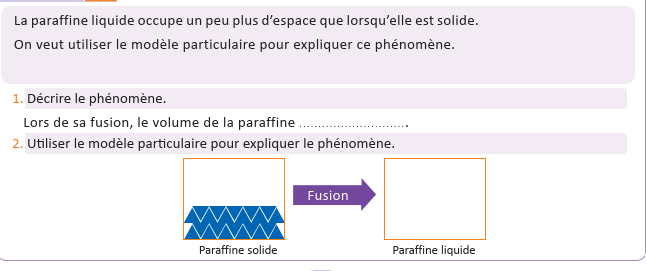 La paraffine liquide occupe un peu plus d’espace que lorsqu’elle est solide.
On veut utiliser le modèle particulaire pour expliquer ce phénomène.
1. Décrire le phénomène.
Lors de sa fusion, le volume de la paraffine ............................
2. Utiliser le modèle particulaire pour expliquer le phénomène.
Fusion
Paraffine solide
Paraffine liquide